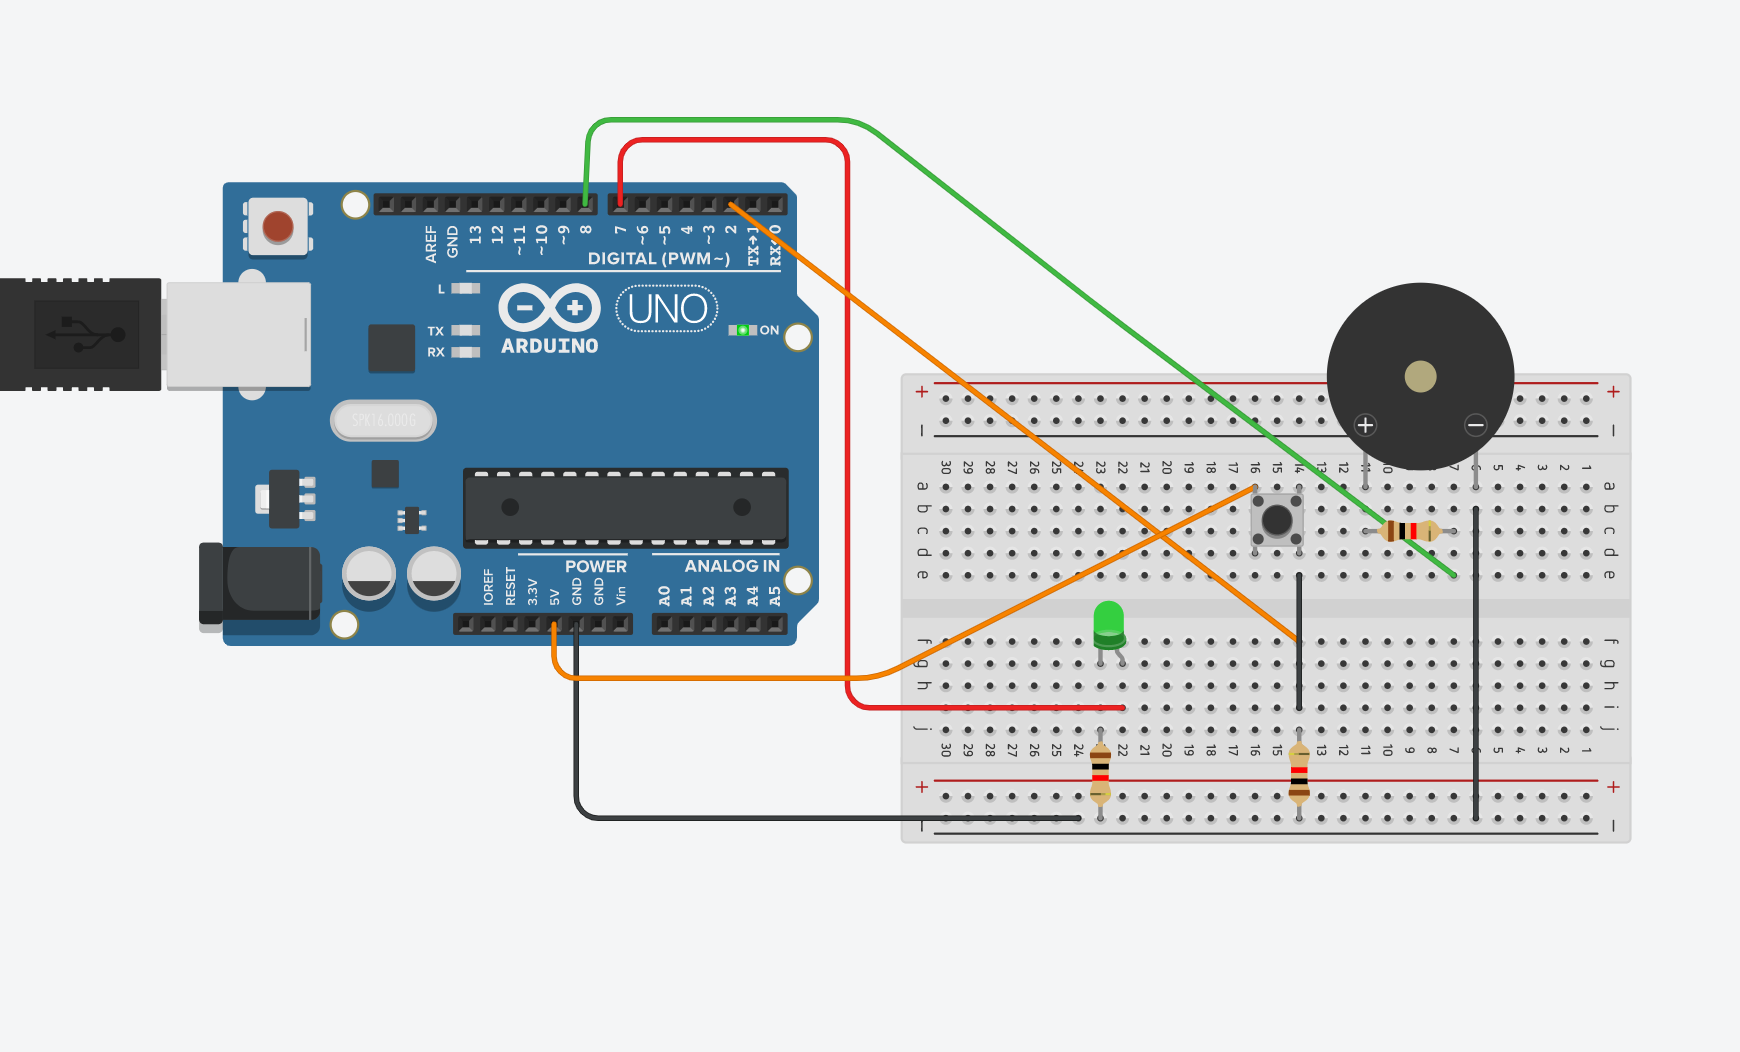 AREF
GND
13
12
~11
~10
~9
8
7
~6
~5
4
~3
2
TX→1
RX←0
DIGITAL (PWM~)
L
TX
RX
ARDUINO
UNO
ON
SPK16.000G
POWER
ANALOG IN
IOREF
RESET
3.3V
5V
GND
GND
Vin
A0
A1
A2
A3
A4
A5
+ +
− −
+ −
30 29 28 27 26 25 24 23 22 21 20 19 18 17 16 15 14 13 12 11 10 7 5 4 3 2 1
a a
b b
c c
d d
e e
f f
g g
h h
i i
j j
30 29 28 27 26 25 24 23 22 21 20 19 18 17 16 15 13 12 11 10 9 8 7 6 5 4 3 2 1
+ +
− −